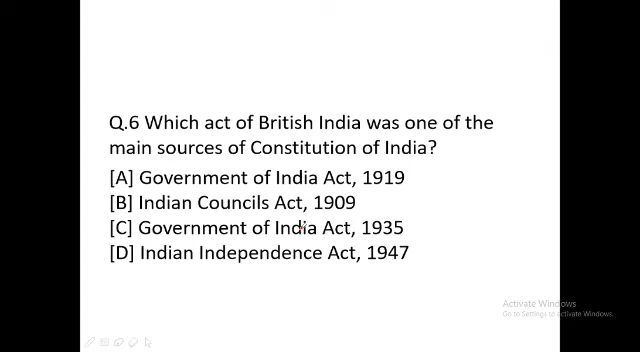 Q.6 Which act of British India was one of the
main sources of Constitution of India?
[A] Government of India Act, 1919
[B] Indian Councils Act, 1909
[C] Government of India Act, 1935
[D] Indian Independence Act, 1947
Activate Windows
Go to Settings to activate Windows.